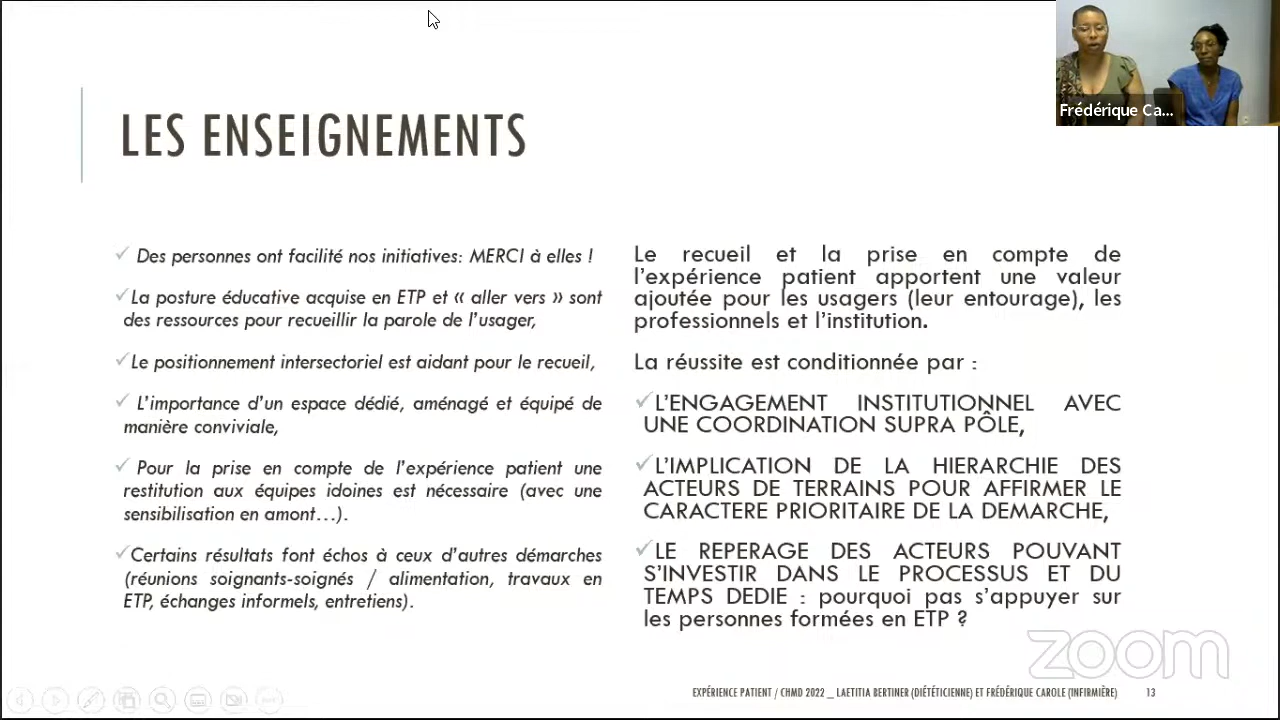 Frédérique Ca...
LES ENSEIGNEMENTS
✓ Des personnes ont facilité nos initiatives: MERCI à elles !
✓La posture éducative acquise en ETP et « aller vers » sont
des ressources pour recueillir la parole de l'usager,
✓Le positionnement intersectoriel est aidant pour le recueil,
✓ L'importance d'un espace dédié, aménagé et équipé de
manière conviviale,
✓ Pour la prise en compte de l'expérience patient une
restitution aux équipes idoines est nécessaire (avec une
sensibilisation en amont…).
✓Certains résultats font échos à ceux d'autres démarches
(réunions soignants-soignés / alimentation, travaux en
ETP, échanges informels, entretiens).
Le recueil et la prise en compte de
l'expérience patient apportent une valeur
ajoutée pour les usagers (leur entourage), les
professionnels et l'institution.
La réussite est conditionnée par :
✓L'ENGAGEMENT INSTITUTIONNEL AVEC
UNE COORDINATION SUPRA PÔLE,
✓L'IMPLICATION DE LA HIERARCHIE DES
ACTEURS DE TERRAINS POUR AFFIRMER LE
CARACTERE PRIORITAIRE DE LA DEMARCHE,
✓LE REPERAGE DES ACTEURS POUVANT
S'INVESTIR DANS LE PROCESSUS ET DU
TEMPS DEDIE : pourquoi pas s'appuyer sur
les personnes formées en ETP ?
zoom
EXPÉRIENCE PATIENT / CHMD 2022 _ LAETITIA BERTINER (DIÉTÉTICIENNE) ET FRÉDÉRIQUE CAROLE (INFIRMIÈRE) 13